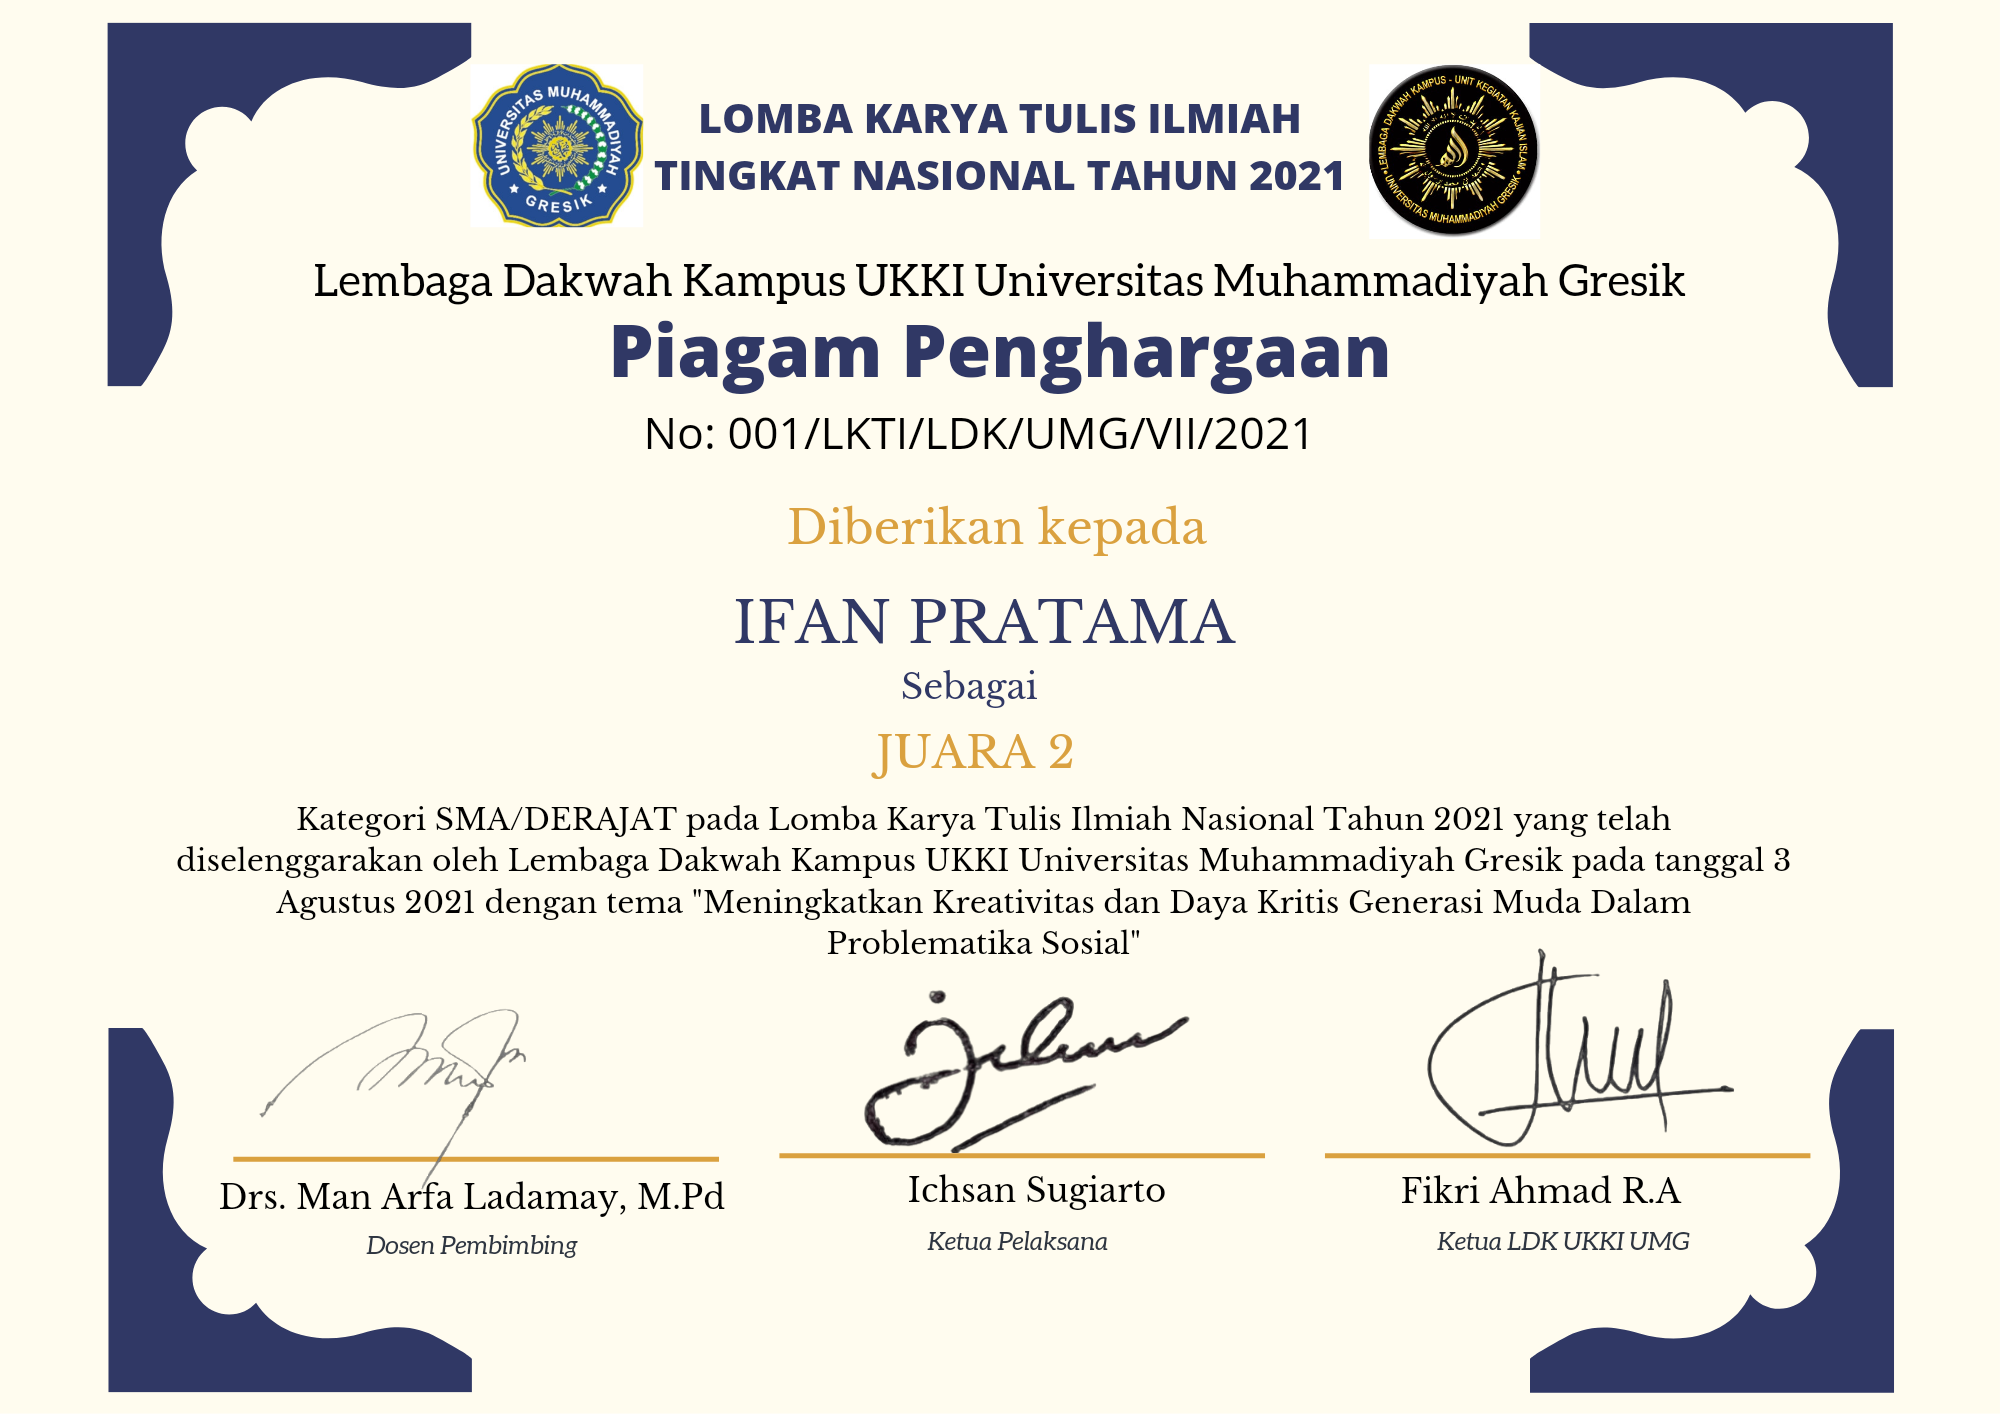 UNIVERSITAS MUHAMMADIYAH
GRESIK
LOMBA KARYA TULIS ILMIAH
TINGKAT NASIONAL TAHUN 2021
LEMBAGA DAKWAH KAMPUS - UNIT KEGIATAN KAJIAN ISLAM
UNIVERSITAS MUHAMMADIYAH GRESIK
Lembaga Dakwah Kampus UKKI Universitas Muhammadiyah Gresik
Piagam Penghargaan
No: 001/LKTI/LDK/UMG/VII/2021
Diberikan kepada
IFAN PRATAMA
Sebagai
JUARA 2
Kategori SMA/DERAJAT pada Lomba Karya Tulis Ilmiah Nasional Tahun 2021 yang telah
diselenggarakan oleh Lembaga Dakwah Kampus UKKI Universitas Muhammadiyah Gresik pada tanggal 3
Agustus 2021 dengan tema "Meningkatkan Kreativitas dan Daya Kritis Generasi Muda Dalam
Problematika Sosial"
Drs. Man Arfa Ladamay, M.Pd
Dosen Pembimbing
Ichsan Sugiarto
Ketua Pelaksana
Fikri Ahmad R.A
Ketua LDK UKKI UMG